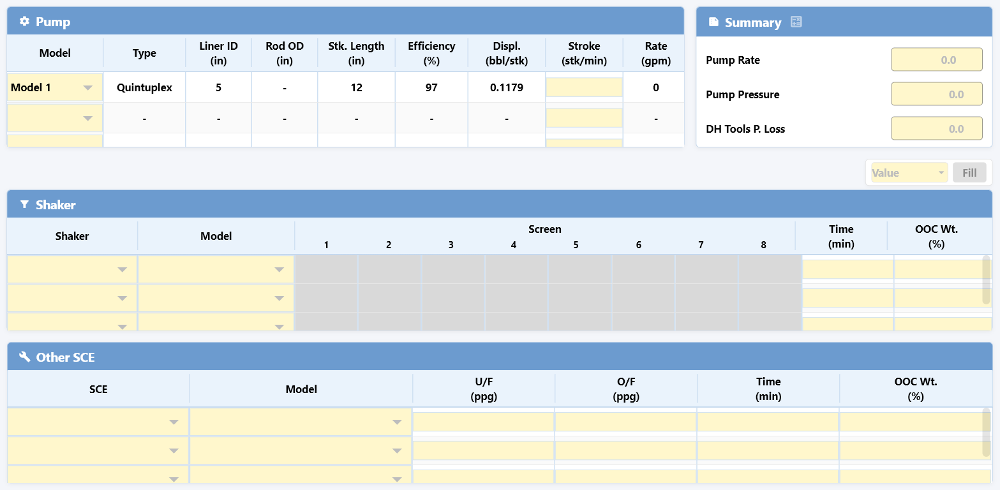 Pump
Model Type Liner ID (in) Rod OD (in) Stk. Length (in) Efficiency (%) Displ. (bbl/stk) Stroke (stk/min) Rate (gpm)
Model 1 Quintuplex 5 - 12 97 0.1179 0
- - - - - - -
Summary
Pump Rate 0.0
Pump Pressure 0.0
DH Tools P. Loss 0.0
Value Fill
Shaker
Shaker Model Screen Time (min) OOC Wt. (%)
1 2 3 4 5 6 7 8
Other SCE
SCE Model U/F (ppg) O/F (ppg) Time (min) OOC Wt. (%)